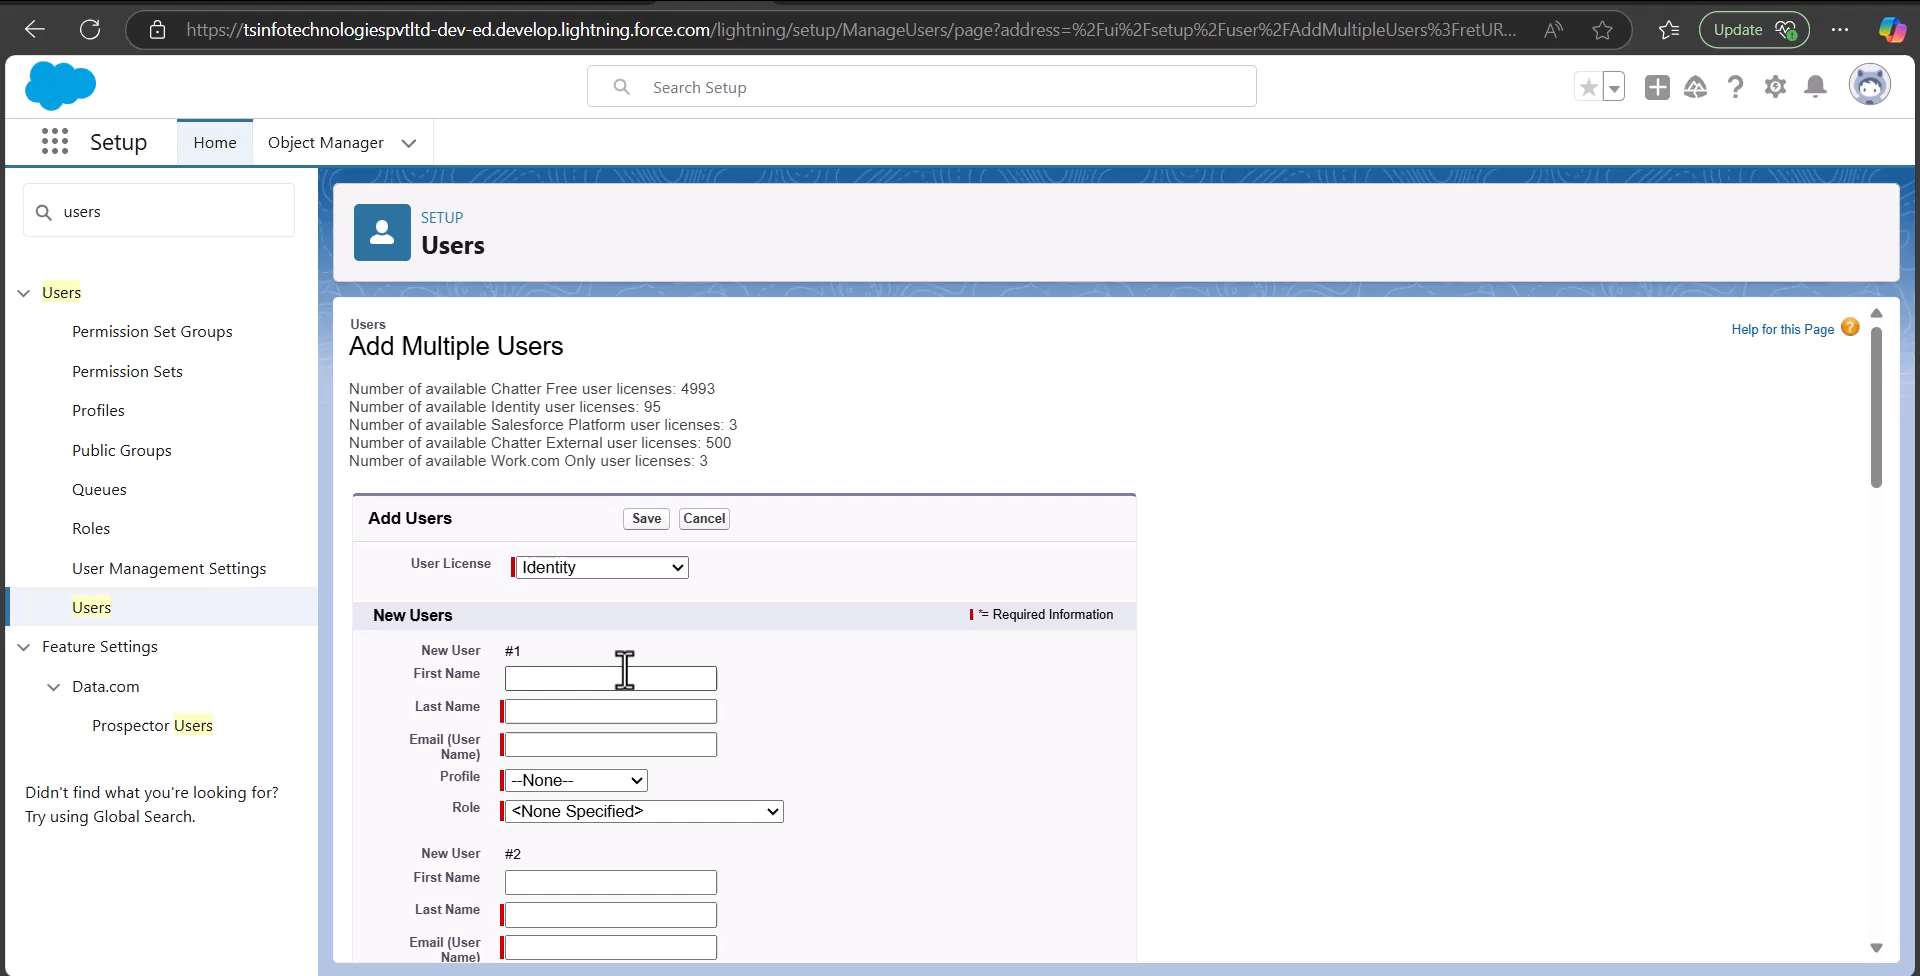 https://tsinfotechnologiespvtltd-dev-ed.develop.lightning.force.com/lightning/setup/ManageUsers/page?address=%2Fui%2Fsetup%2Fuser%2FAddMultipleUsers%3FretUR...
Update
Search Setup
Setup
Home
Object Manager
users
Users
Permission Set Groups
Permission Sets
Profiles
Public Groups
Queues
Roles
User Management Settings
Users
Feature Settings
Data.com
Prospector Users
Didn't find what you're looking for?
Try using Global Search.
SETUP
Users
Users
Add Multiple Users
Help for this Page
Number of available Chatter Free user licenses: 4993
Number of available Identity user licenses: 95
Number of available Salesforce Platform user licenses: 3
Number of available Chatter External user licenses: 500
Number of available Work.com Only user licenses: 3
Add Users
Save
Cancel
User License
Identity
New Users
*= Required Information
New User #1
First Name
Last Name
Email (User
Name)
Profile
--None--
Role
<None Specified>
New User #2
First Name
Last Name
Email (User
Name)